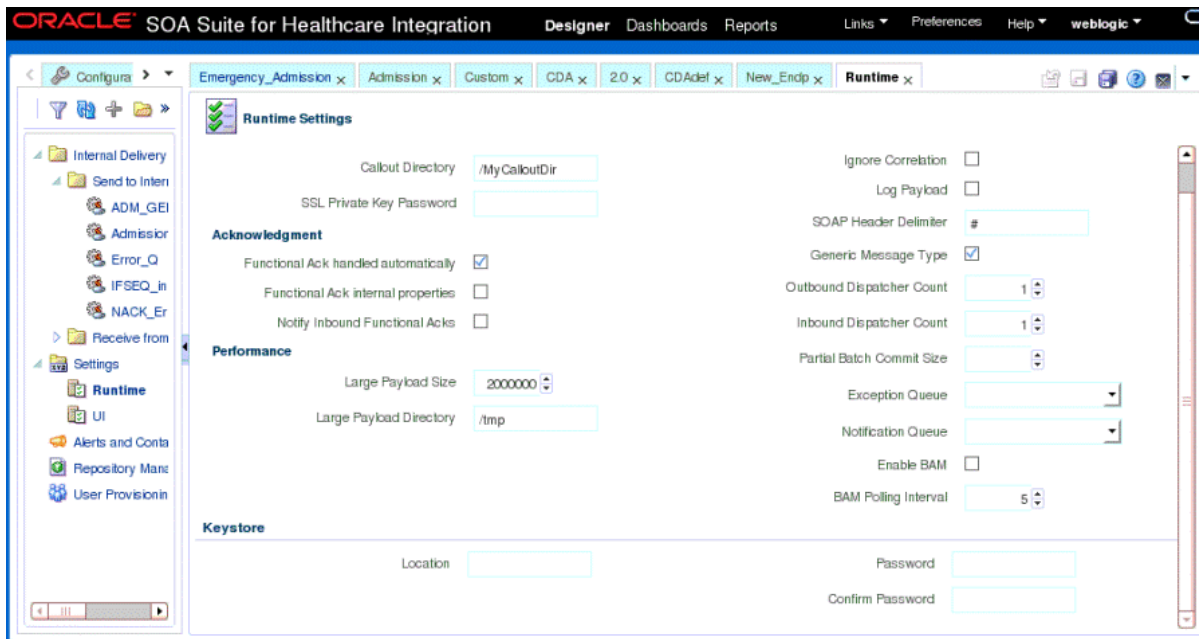 ORACLE SOA Suite for Healthcare Integration
Designer Dashboards Reports
Links Preferences Help weblogic
Configura
Emergency_Admission x Admission x Custom x CDA x 2.0 x CDAdef x New_Endp x Runtime x
Internal Delivery
Send to Intern
ADM_GEI
Admission
Error_Q
IFSEQ_in
NACK_Er
Receive from
Settings
Runtime
UI
Alerts and Conta
Repository Mana
User Provisionin
Runtime Settings
Callout Directory /MyCalloutDir
SSL Private Key Password
Acknowledgment
Functional Ack handled automatically
Functional Ack internal properties
Notify Inbound Functional Acks
Performance
Large Payload Size 2000000
Large Payload Directory /tmp
Ignore Correlation
Log Payload
SOAP Header Delimiter #
Generic Message Type
Outbound Dispatcher Count 1
Inbound Dispatcher Count 1
Partial Batch Commit Size
Exception Queue
Notification Queue
Enable BAM
BAM Polling Interval 5
Keystore
Location
Password
Confirm Password